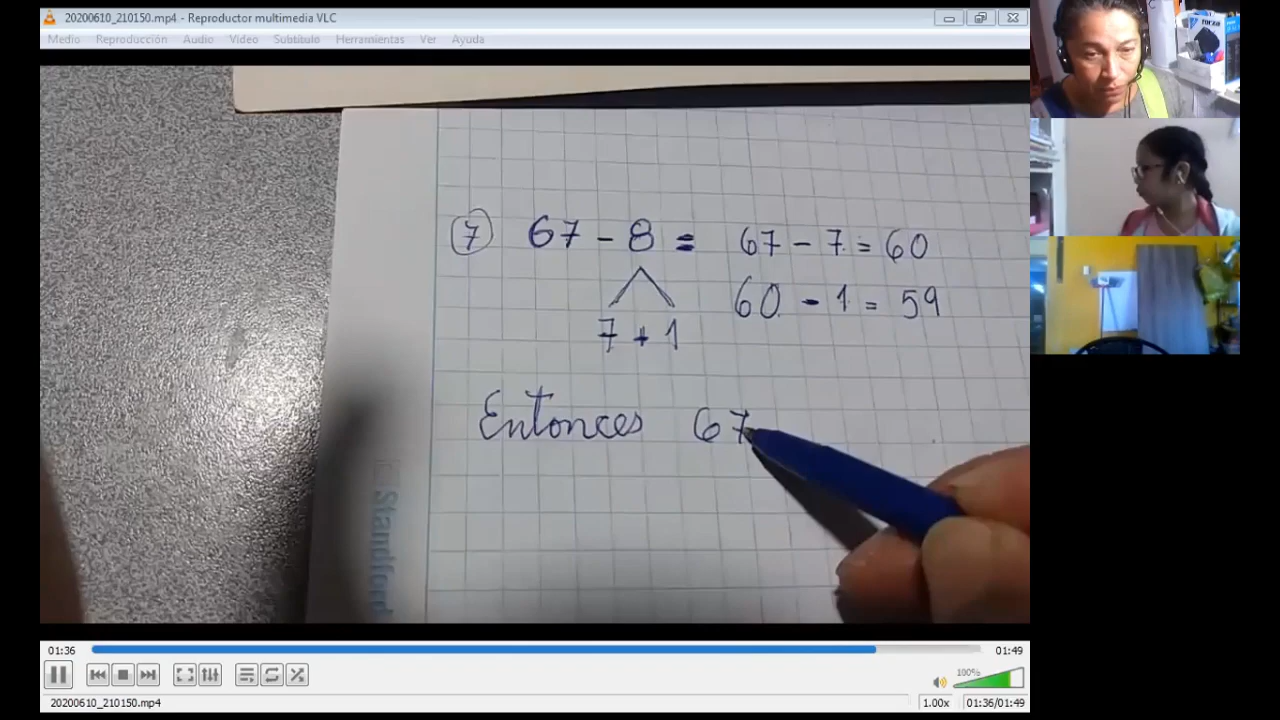 20200610_210150.mp4 - Reproductor multimedia VLC
Medio Reproducción Audio Video Subtítulo Herramientas Ver Ayuda
7 67 - 8 = 67 - 7 = 60
60 - 1 = 59
7 + 1
Entonces 67
Standford
01:36 01:49
100%
20200610_210150.mp4 1.00x 01:36/01:49